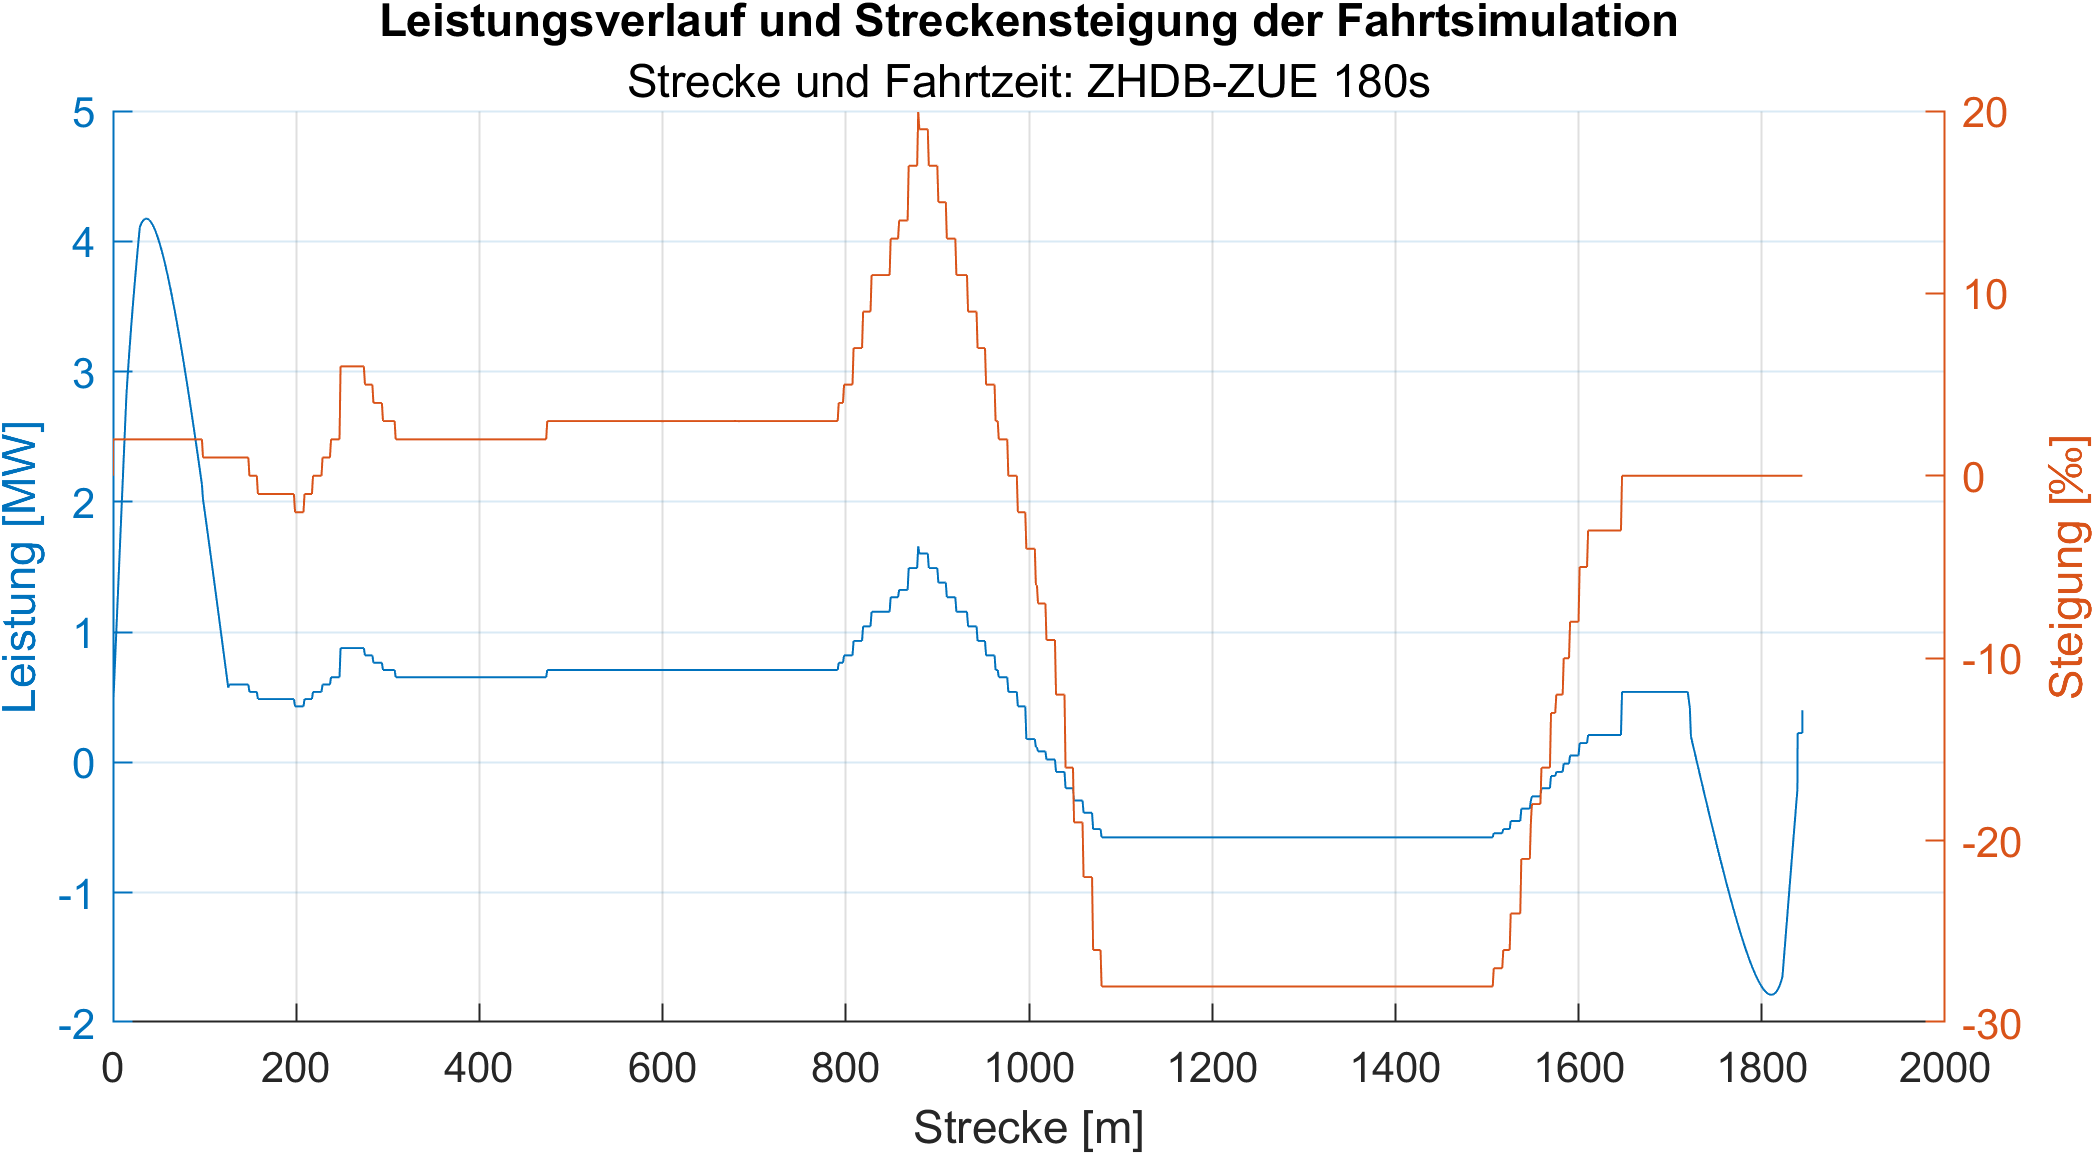 Leistungsverlauf und Streckensteigung der Fahrtsimulation
Strecke und Fahrtzeit: ZHDB-ZUE 180s
5
4
3
2
1
0
-1
-2
Leistung [MW]
20
10
0
-10
-20
-30
Steigung [‰]
0 200 400 600 800 1000 1200 1400 1600 1800 2000
Strecke [m]